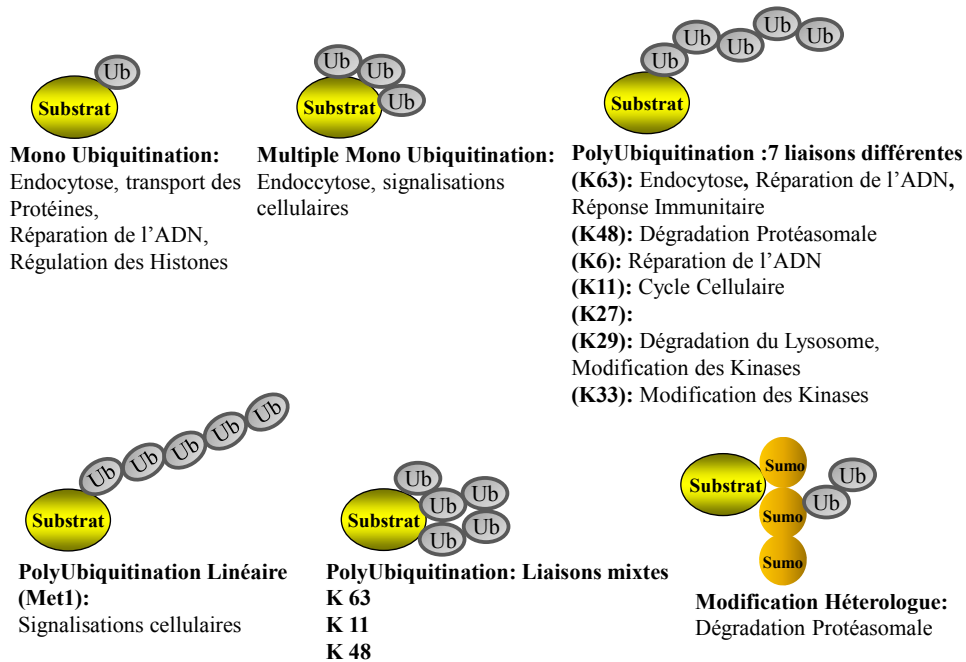 Ub
Substrat
Mono Ubiquitination:
Endocytose, transport des
Protéines,
Réparation de l'ADN,
Régulation des Histones
Ub
Ub
Ub
Substrat
Multiple Mono Ubiquitination:
Endoccytose, signalisations
cellulaires
Ub
Ub
Ub
Ub
Ub
Substrat
PolyUbiquitination :7 liaisons différentes
(K63): Endocytose, Réparation de l'ADN,
Réponse Immunitaire
(K48): Dégradation Protéasomale
(K6): Réparation de l'ADN
(K11): Cycle Cellulaire
(K27):
(K29): Dégradation du Lysosome,
Modification des Kinases
(K33): Modification des Kinases
Ub
Ub
Ub
Ub
Ub
Substrat
PolyUbiquitination Linéaire
(Met1):
Signalisations cellulaires
Ub
Ub
Ub
Ub
Ub
Substrat
PolyUbiquitination: Liaisons mixtes
K 63
K 11
K 48
Sumo
Substrat
Ub
Ub
Sumo
Sumo
Modification Héterologue:
Dégradation Protéasomale